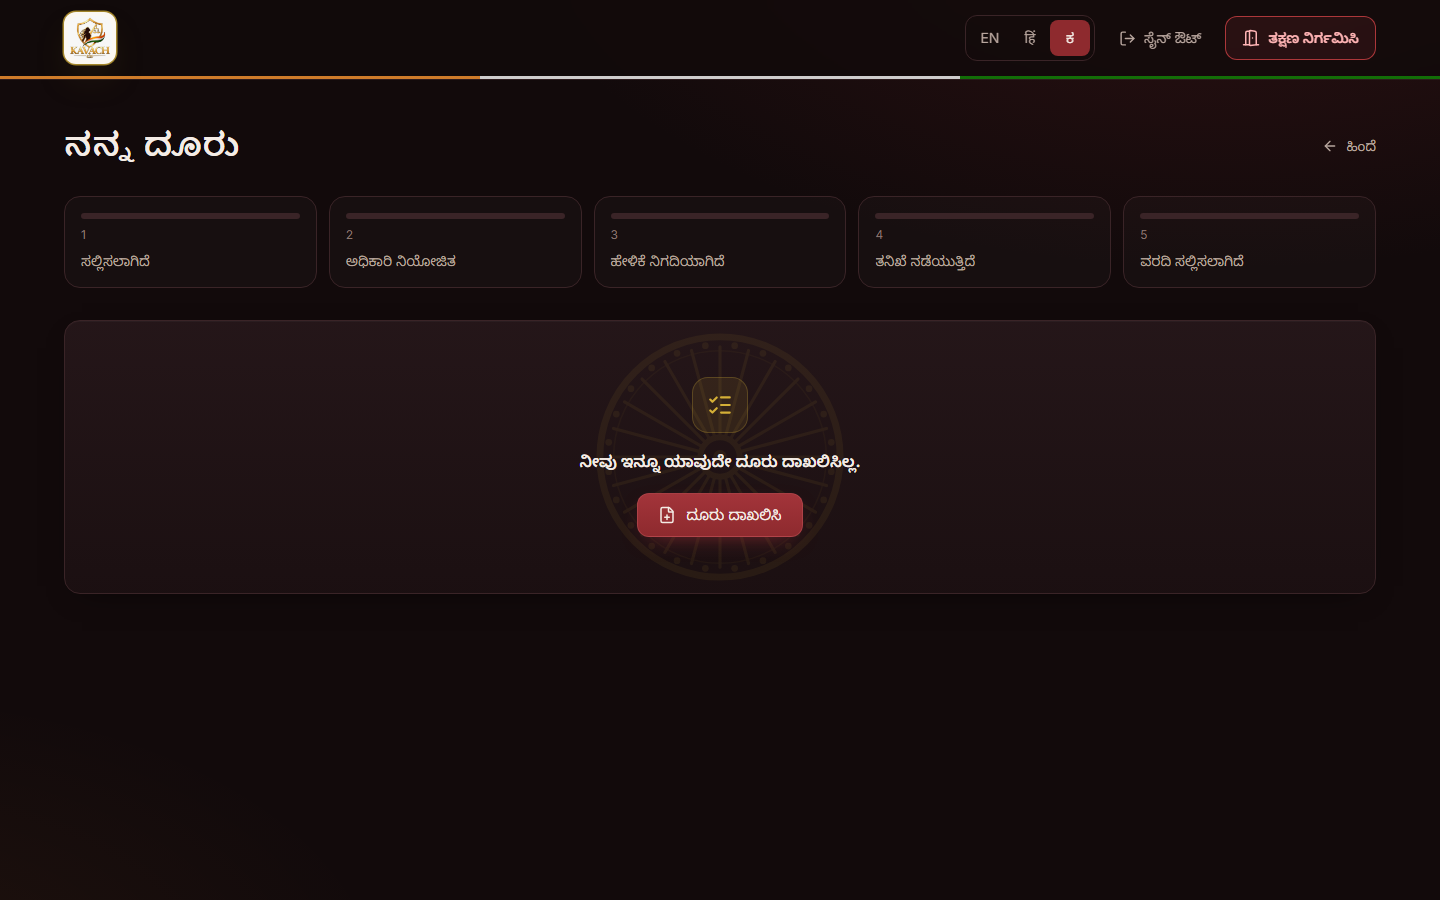 KAVACH
EN हिं ಕ ಸೈನ್ ಔಟ್ ತಕ್ಷಣ ನಿರ್ಗಮಿಸಿ
ನನ್ನ ದೂರು
ಹಿಂದೆ
1 2 3 4 5
ಸಲ್ಲಿಸಲಾಗಿದೆ ಅಧಿಕಾರಿ ನಿಯೋಜಿತ ಹೇಳಿಕೆ ನಿಗದಿಯಾಗಿದೆ ತನಿಖೆ ನಡೆಯುತ್ತಿದೆ ವರದಿ ಸಲ್ಲಿಸಲಾಗಿದೆ
ನೀವು ಇನ್ನೂ ಯಾವುದೇ ದೂರು ದಾಖಲಿಸಿಲ್ಲ.
ದೂರು ದಾಖಲಿಸಿ